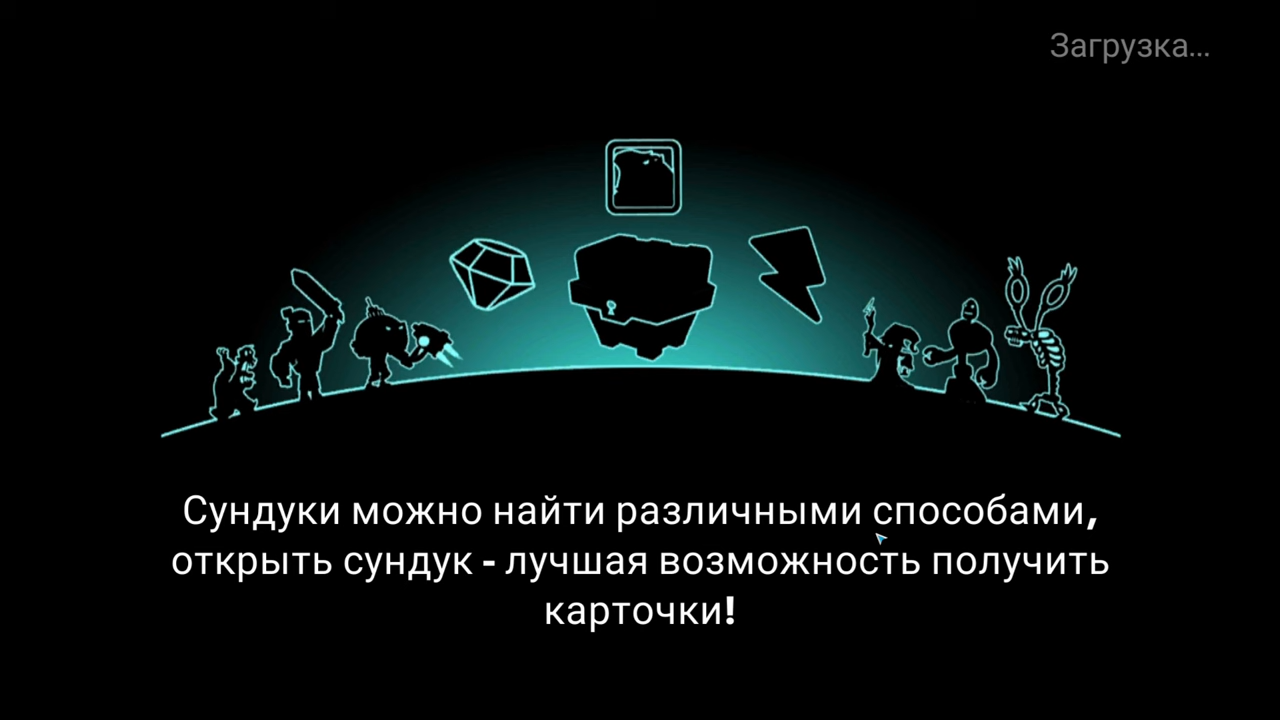 Загрузка...
Сундуки можно найти различными способами,
открыть сундук - лучшая возможность получить
карточки!